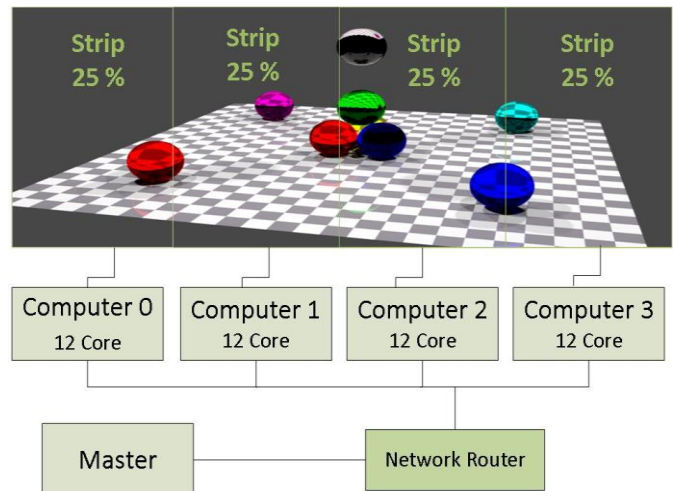 Strip
25 %
Strip
25 %
Strip
25 %
Strip
25 %
Computer 0
12 Core
Computer 1
12 Core
Computer 2
12 Core
Computer 3
12 Core
Master
Network Router